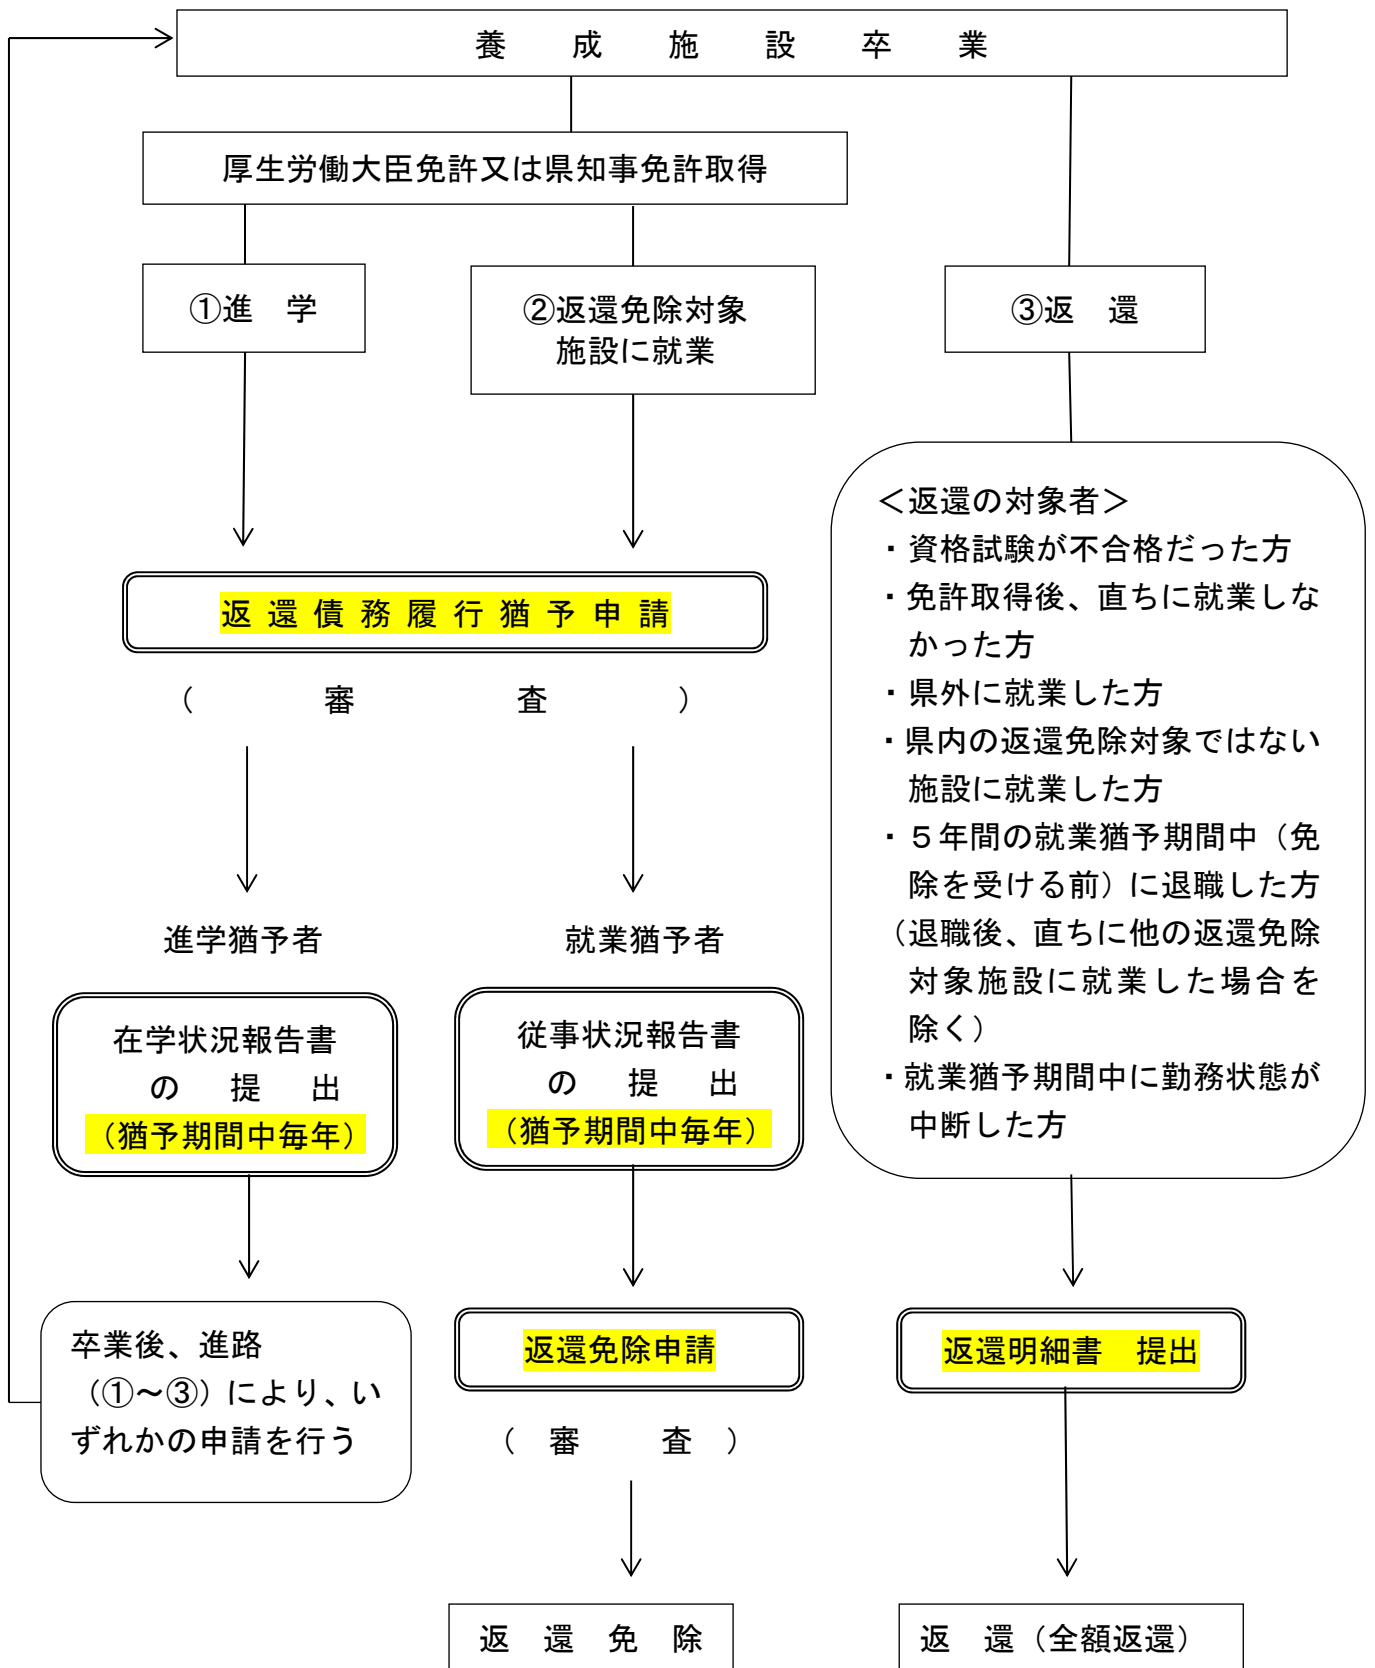 養成施設卒業
厚生労働大臣免許又は県知事免許取得
①進　学
②返還免除対象
施設に就業
③返　還
返還債務履行猶予申請
（　審　査　）
進学猶予者
在学状況報告書
の　提　出
（猶予期間中毎年）
卒業後、進路
（①～③）により、い
ずれかの申請を行う
就業猶予者
従事状況報告書
の　提　出
（猶予期間中毎年）
返還免除申請
（　審　査　）
返　還　免　除
＜返還の対象者＞
・資格試験が不合格だった方
・免許取得後、直ちに就業しな
かった方
・県外に就業した方
・県内の返還免除対象ではない
施設に就業した方
・５年間の就業猶予期間中（免
除を受ける前）に退職した方
（退職後、直ちに他の返還免除
対象施設に就業した場合を
除く）
・就業猶予期間中に勤務状態が
中断した方
返還明細書　提出
返　還（全額返還）